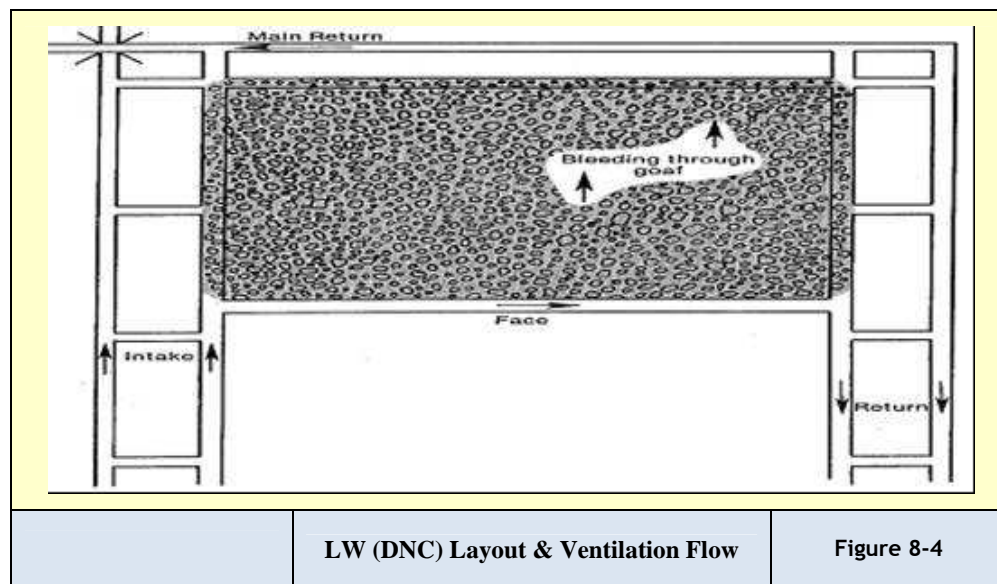 Main Return
Bleeding through
goaf
Face
Intake
Return
LW (DNC) Layout & Ventilation Flow
Figure 8-4